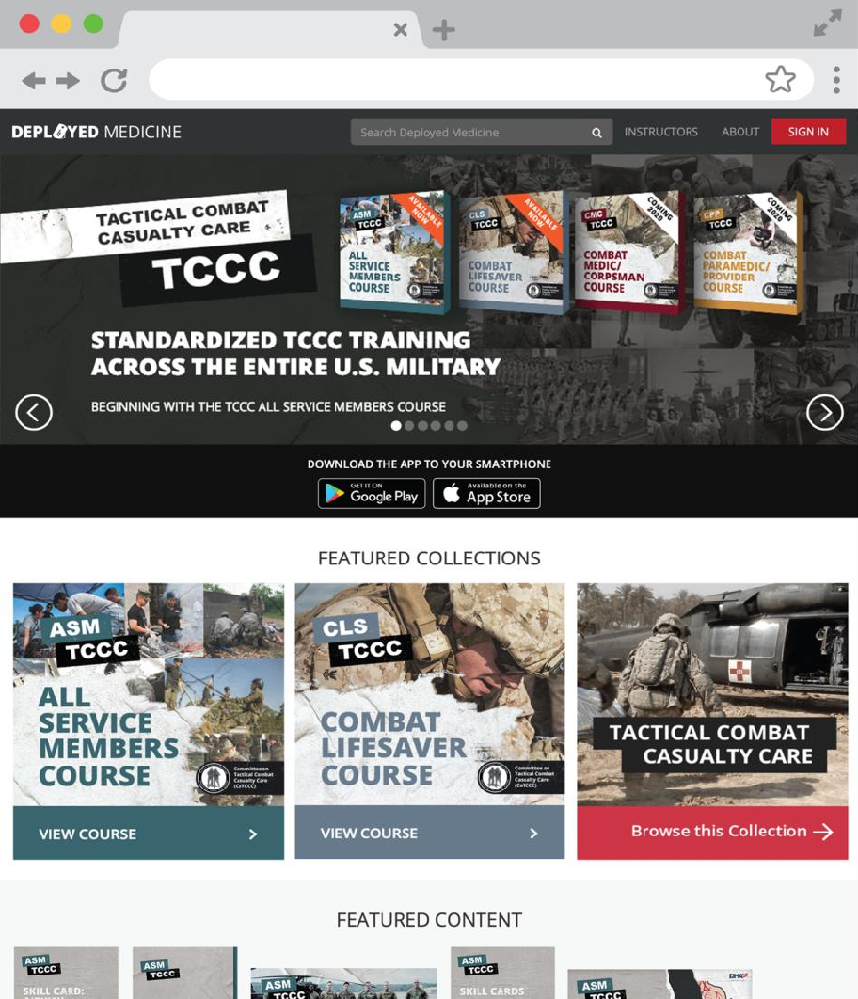 DEPLOYED MEDICINE
Search Deployed Medicine
INSTRUCTORS
ABOUT
SIGN IN
TACTICAL COMBAT
CASUALTY CARE
TCCC
ASM
TCCC
AVAILABLE
NOW
ALL
SERVICE
MEMBERS
COURSE
CLS
TCCC
AVAILABLE
NOW
COMBAT
LIFESAVER
COURSE
CMC
TCCC
COMING
2020
COMBAT
MEDIC/
CORPSMAN
COURSE
CPP
TCCC
COMING
2020
COMBAT
PARAMEDIC/
PROVIDER
COURSE
STANDARDIZED TCCC TRAINING
ACROSS THE ENTIRE U.S. MILITARY
BEGINNING WITH THE TCCC ALL SERVICE MEMBERS COURSE
DOWNLOAD THE APP TO YOUR SMARTPHONE
GET IT ON
Google Play
Available on the
App Store
FEATURED COLLECTIONS
ASM
TCCC
ALL
SERVICE
MEMBERS
COURSE
Committee on
Tactical Combat
Casualty Care
(CoTCCC)
VIEW COURSE
CLS
TCCC
COMBAT
LIFESAVER
COURSE
Committee on
Tactical Combat
Casualty Care
(CoTCCC)
VIEW COURSE
TACTICAL COMBAT
CASUALTY CARE
Browse this Collection
FEATURED CONTENT
ASM
TCCC
SKILL CARD:
ASM
TCCC
ASM
TCCC
ASM
TCCC
SKILL CARDS
ASM
TCCC
DHA